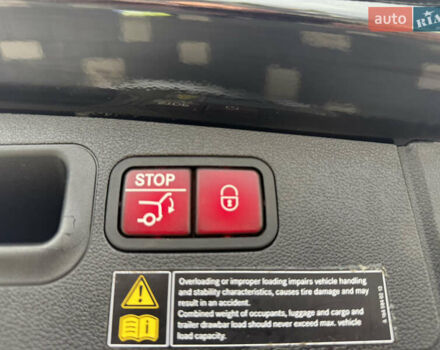 auto RIA
STOP
Overloading or improper loading impairs vehicle handling
and stability characteristics, causes tire damage and may
result in an accident.
Combined weight of occupants, luggage and cargo and
trailer drawbar load should never exceed max. vehicle
load capacity.